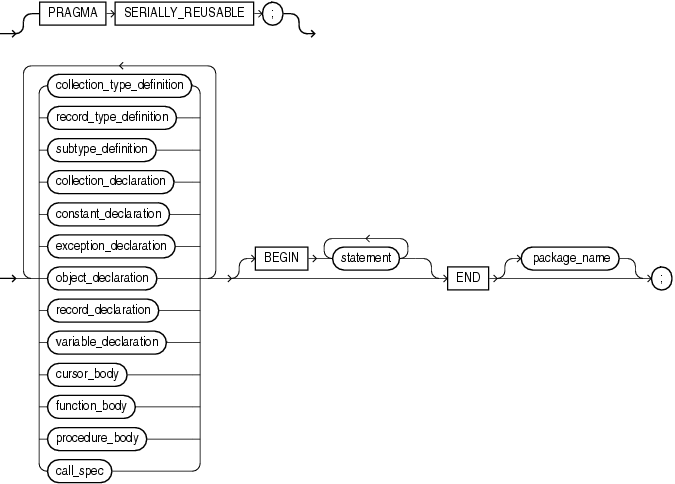 PRAGMA SERIALLY_REUSABLE ;
collection_type_definition
record_type_definition
subtype_definition
collection_declaration
constant_declaration
exception_declaration
BEGIN statement package_name
object_declaration END ;
record_declaration
variable_declaration
cursor_body
function_body
procedure_body
call_spec